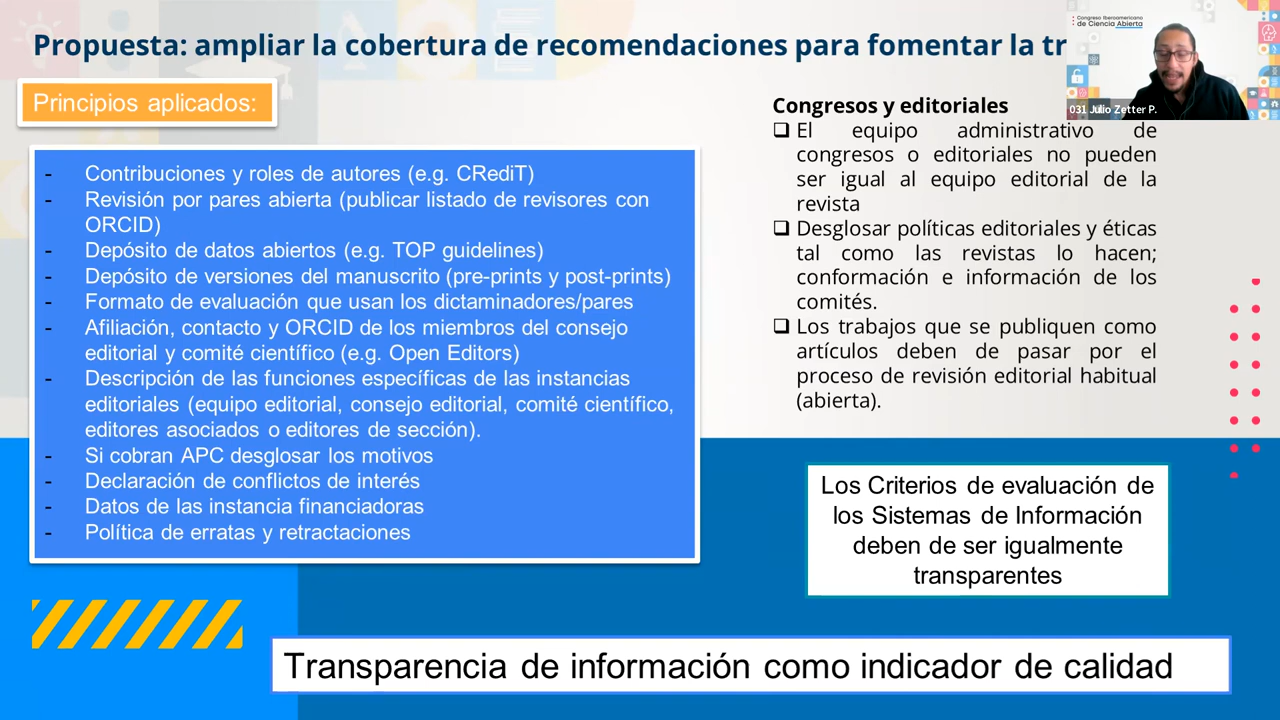 Propuesta: ampliar la cobertura de recomendaciones para fomentar la tr
Congreso Iberoamericano
de Ciencia Abierta
031 Julio Zetter P.
Principios aplicados:
- Contribuciones y roles de autores (e.g. CRediT)
- Revisión por pares abierta (publicar listado de revisores con
ORCID)
- Depósito de datos abiertos (e.g. TOP guidelines)
- Depósito de versiones del manuscrito (pre-prints y post-prints)
- Formato de evaluación que usan los dictaminadores/pares
- Afiliación, contacto y ORCID de los miembros del consejo
editorial y comité científico (e.g. Open Editors)
- Descripción de las funciones específicas de las instancias
editoriales (equipo editorial, consejo editorial, comité científico,
editores asociados o editores de sección).
- Si cobran APC desglosar los motivos
- Declaración de conflictos de interés
- Datos de las instancia financiadoras
- Política de erratas y retractaciones
Congresos y editoriales
❑ El equipo administrativo de
congresos o editoriales no pueden
ser igual al equipo editorial de la
revista
❑ Desglosar políticas editoriales y éticas
tal como las revistas lo hacen;
conformación e información de los
comités.
❑ Los trabajos que se publiquen como
artículos deben de pasar por el
proceso de revisión editorial habitual
(abierta).
Los Criterios de evaluación de
los Sistemas de Información
deben de ser igualmente
transparentes
Transparencia de información como indicador de calidad